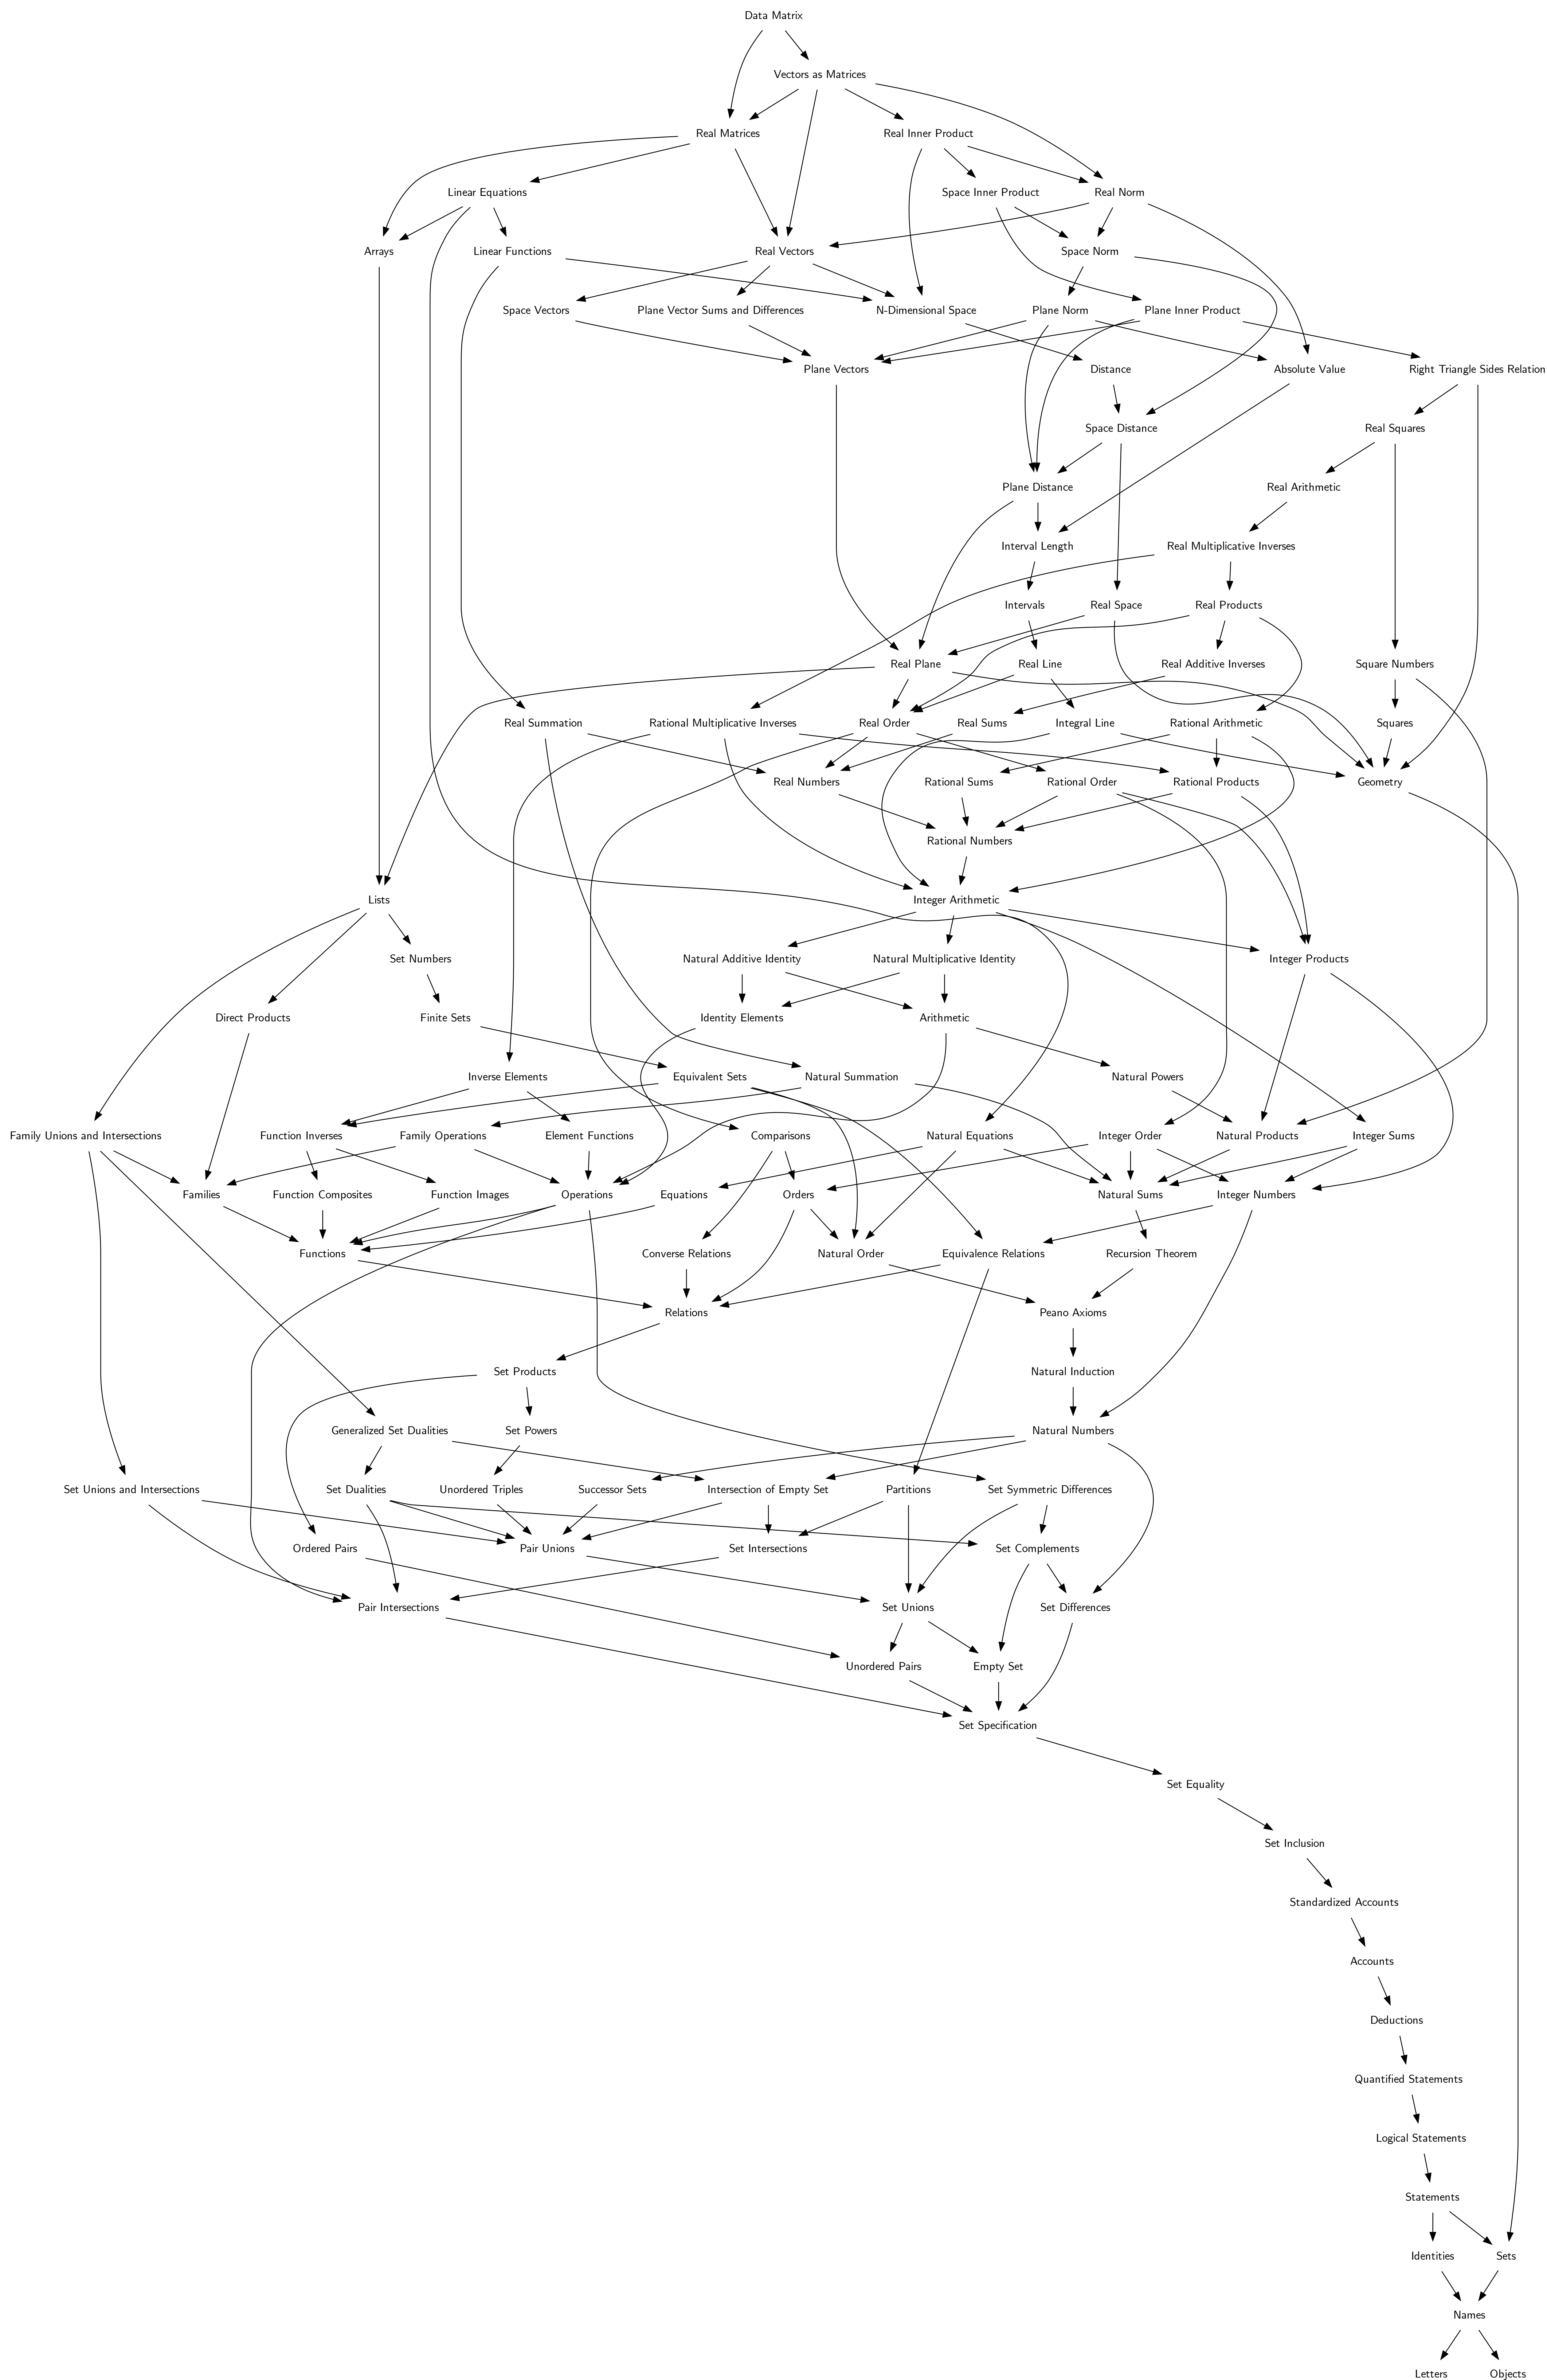 Data Matrix
Vectors as Matrices
Real Matrices
Real Inner Product
Linear Equations
Space Inner Product
Real Norm
Arrays
Linear Functions
Real Vectors
Space Norm
Space Vectors
Plane Vector Sums and Differences
N-Dimensional Space
Plane Norm
Plane Inner Product
Plane Vectors
Distance
Absolute Value
Right Triangle Sides Relation
Space Distance
Real Squares
Plane Distance
Real Arithmetic
Interval Length
Real Multiplicative Inverses
Intervals
Real Space
Real Products
Real Plane
Real Line
Real Additive Inverses
Square Numbers
Real Summation
Rational Multiplicative Inverses
Real Order
Real Sums
Integral Line
Rational Arithmetic
Squares
Real Numbers
Rational Sums
Rational Order
Rational Products
Geometry
Rational Numbers
Lists
Integer Arithmetic
Set Numbers
Natural Additive Identity
Natural Multiplicative Identity
Integer Products
Direct Products
Finite Sets
Identity Elements
Arithmetic
Inverse Elements
Equivalent Sets
Natural Summation
Natural Powers
Family Unions and Intersections
Function Inverses
Family Operations
Element Functions
Comparisons
Natural Equations
Integer Order
Natural Products
Integer Sums
Families
Function Composites
Function Images
Operations
Equations
Orders
Natural Sums
Integer Numbers
Functions
Converse Relations
Natural Order
Equivalence Relations
Recursion Theorem
Relations
Peano Axioms
Set Products
Natural Induction
Generalized Set Dualities
Set Powers
Natural Numbers
Set Unions and Intersections
Set Dualities
Unordered Triples
Successor Sets
Intersection of Empty Set
Partitions
Set Symmetric Differences
Ordered Pairs
Pair Unions
Set Intersections
Set Complements
Pair Intersections
Set Unions
Set Differences
Unordered Pairs
Empty Set
Set Specification
Set Equality
Set Inclusion
Standardized Accounts
Accounts
Deductions
Quantified Statements
Logical Statements
Statements
Identities
Sets
Names
Letters
Objects